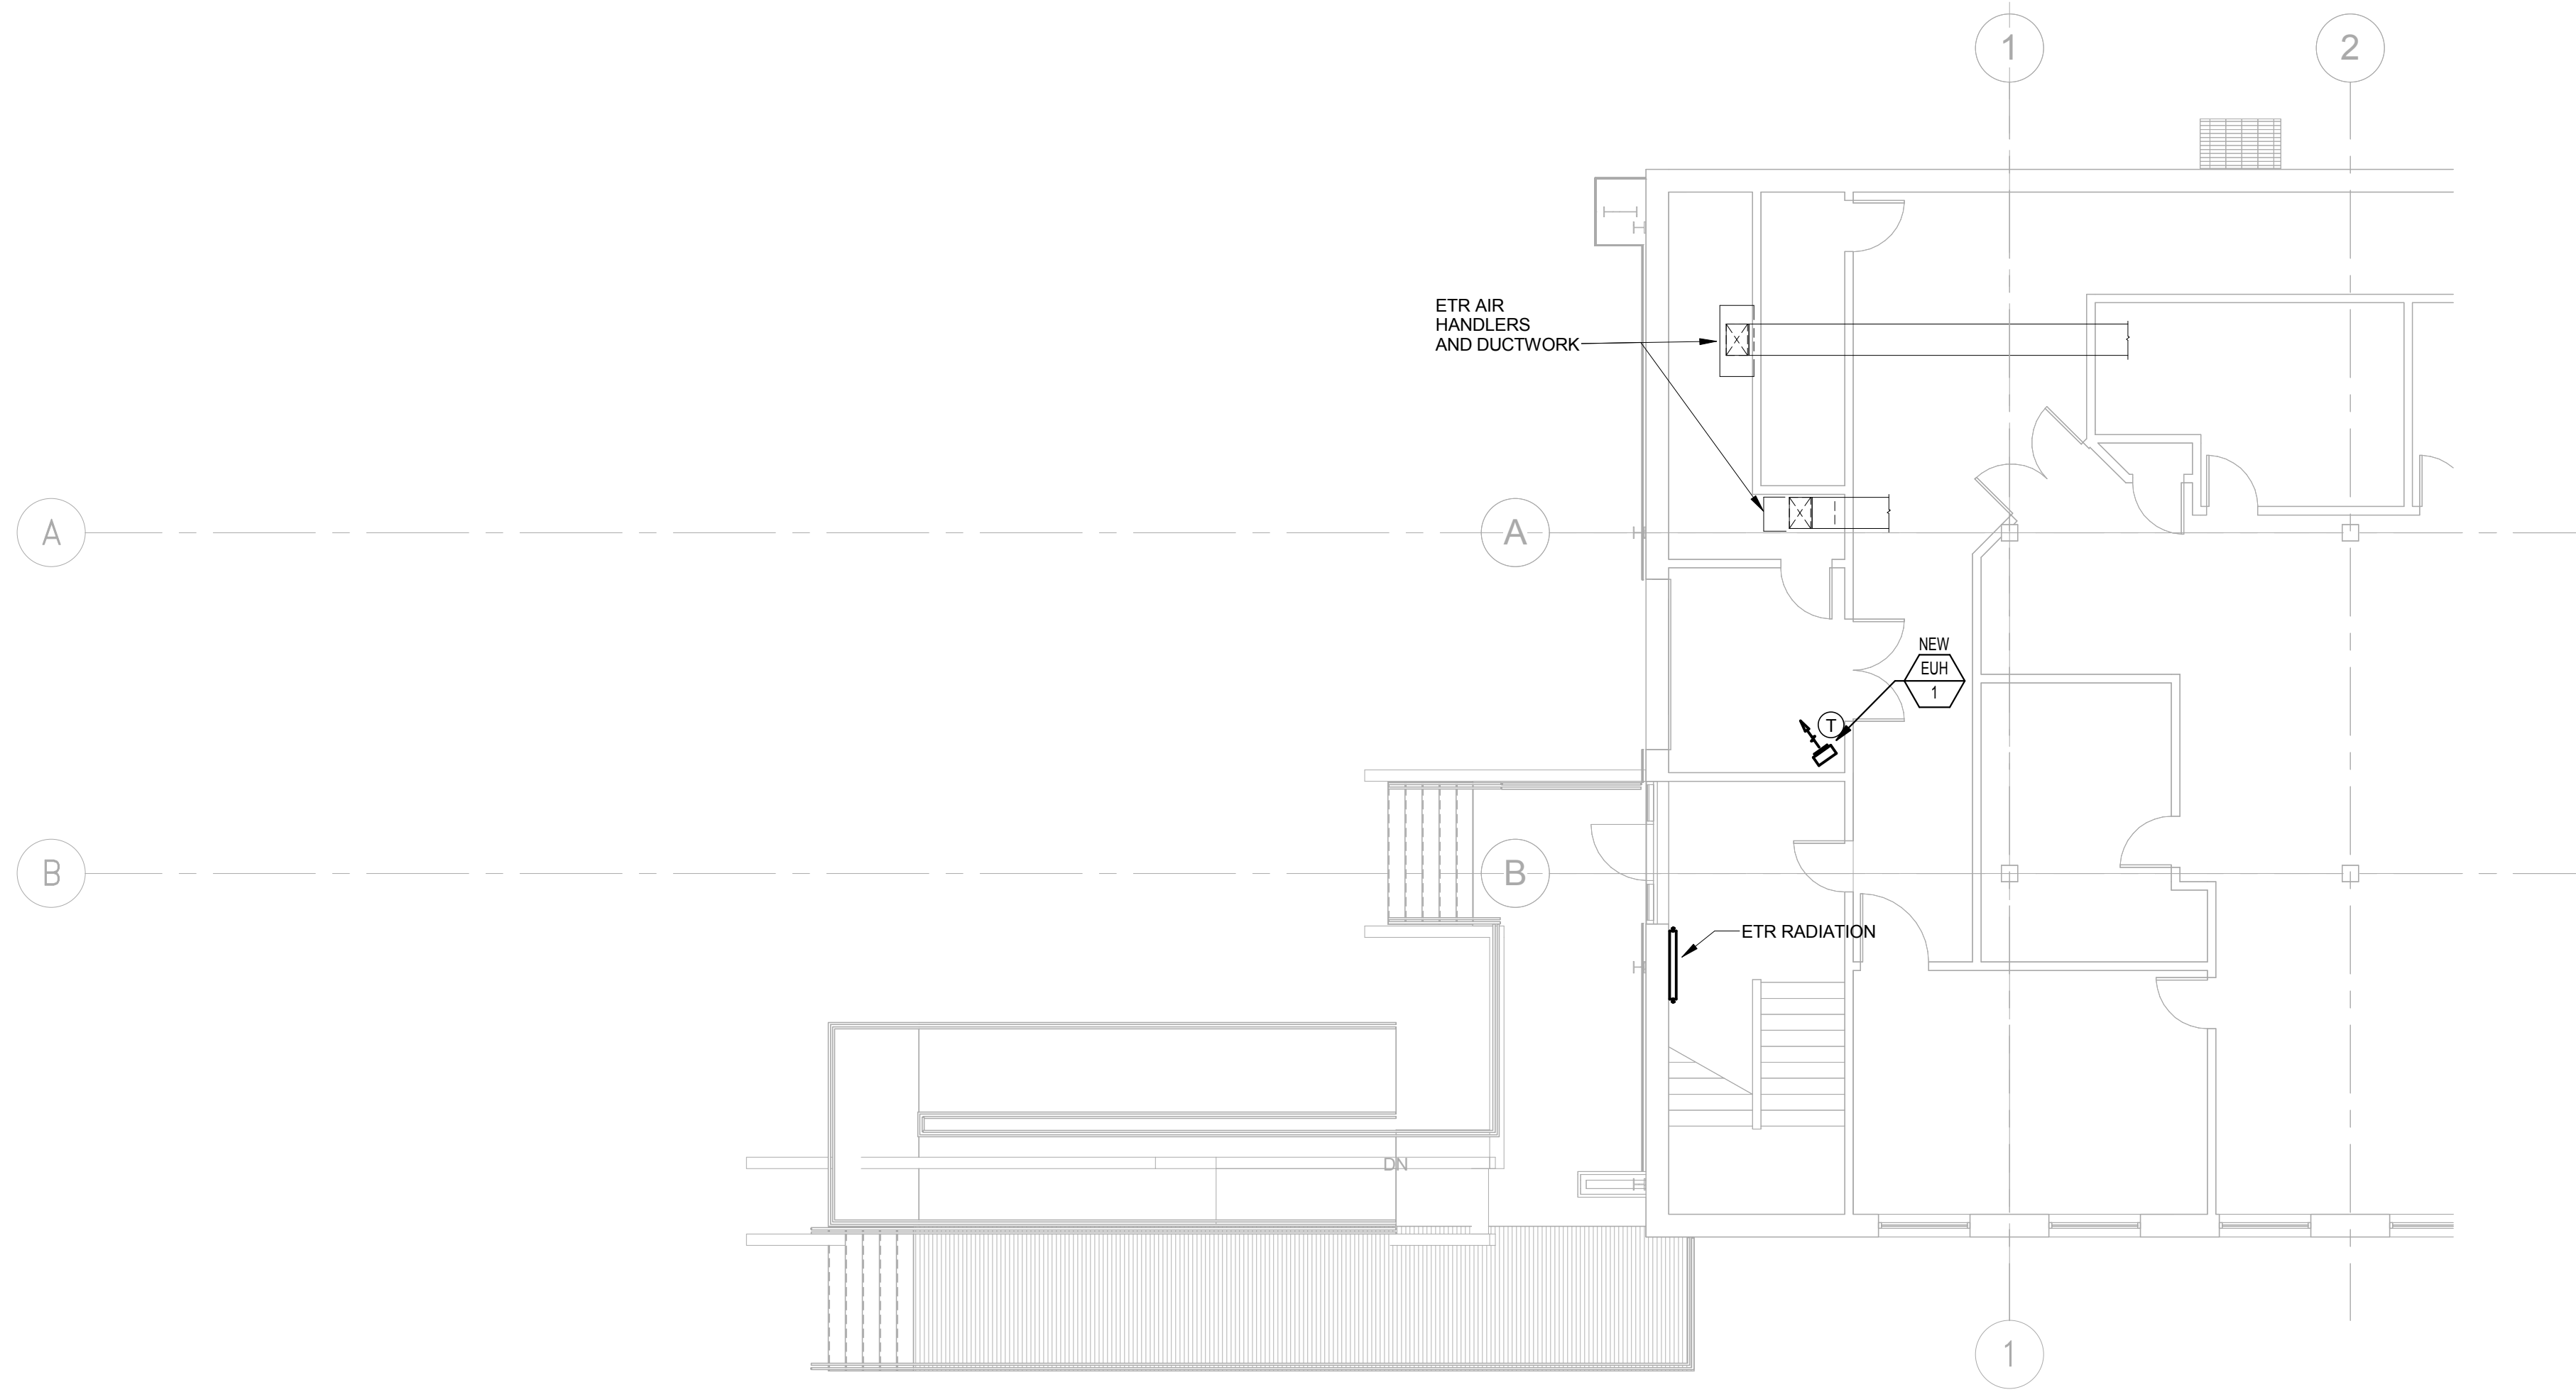 1
2
ETR AIR
HANDLERS
AND DUCTWORK
A
A
NEW
EUH
1
T
B
B
ETR RADIATION
DN
1